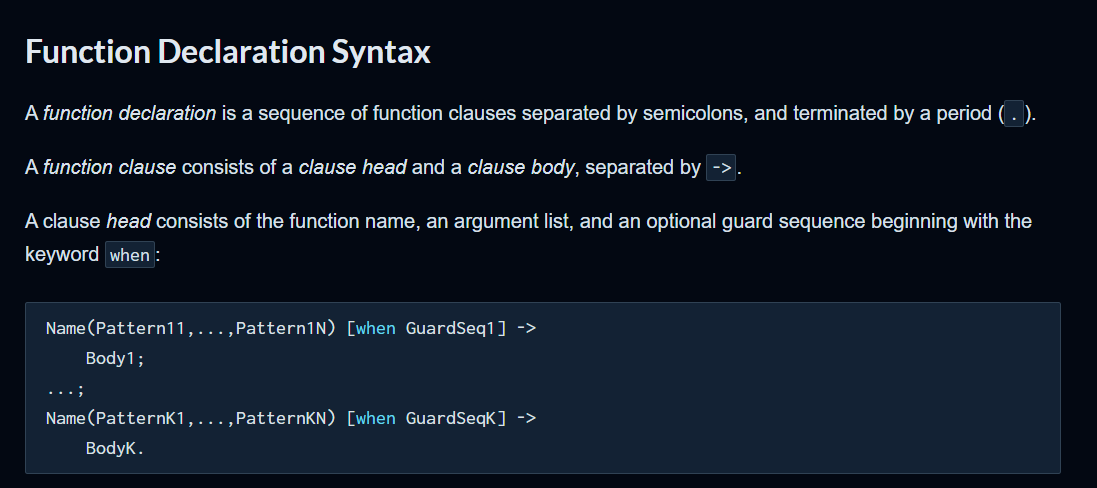 Function Declaration Syntax
A function declaration is a sequence of function clauses separated by semicolons, and terminated by a period (.).
A function clause consists of a clause head and a clause body, separated by ->.
A clause head consists of the function name, an argument list, and an optional guard sequence beginning with the
keyword when:
Name(Pattern11,...,Pattern1N) [when GuardSeq1] ->
    Body1;
...;
Name(PatternK1,...,PatternKN) [when GuardSeqK] ->
    BodyK.